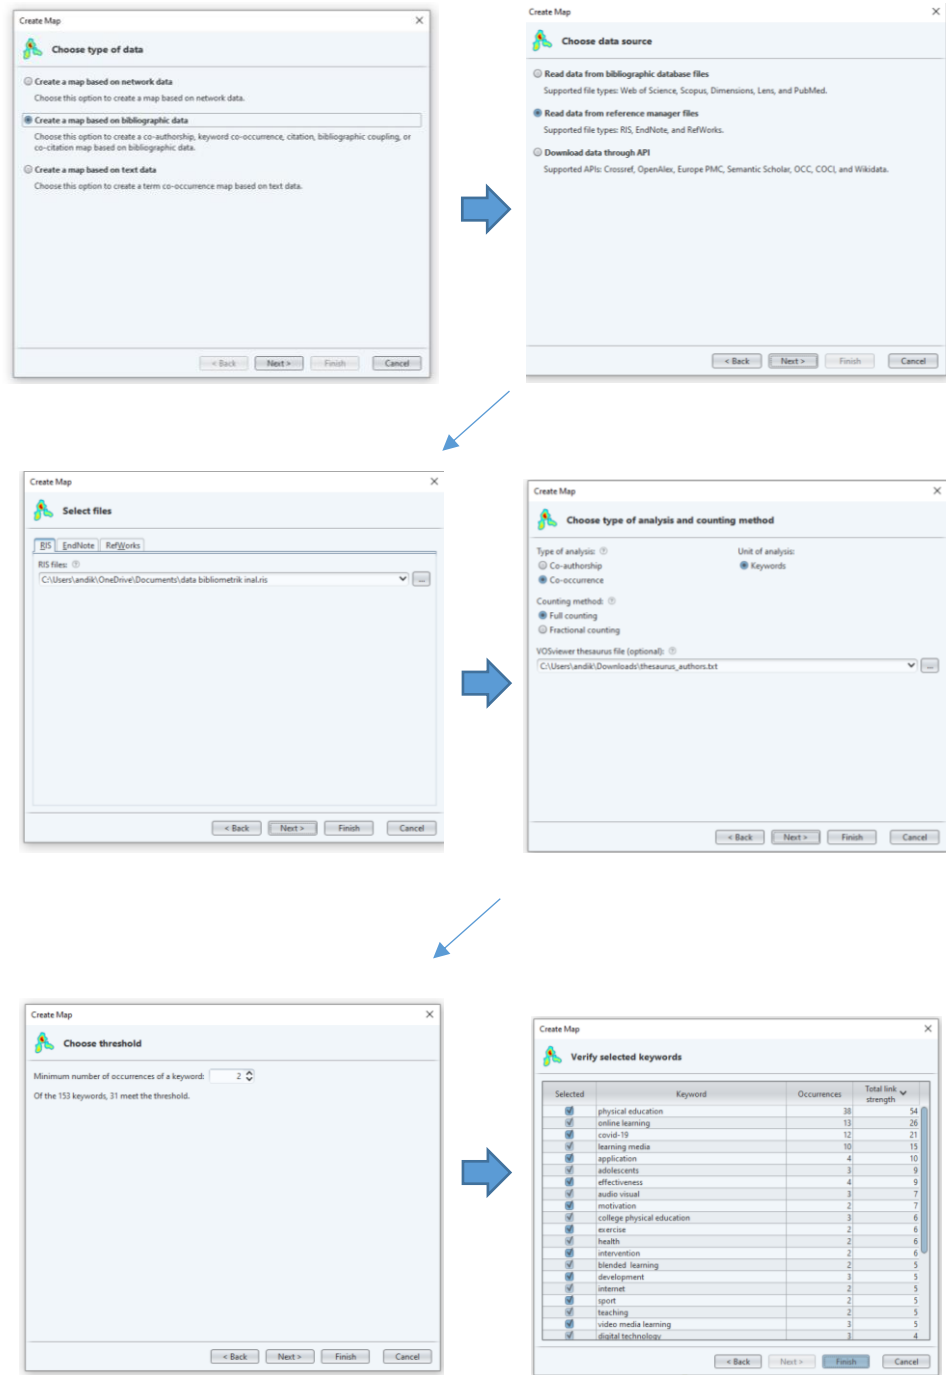 Create Map
Choose type of data
Create a map based on network data
Choose this option to create a map based on network data.
Create a map based on bibliographic data
Choose this option to create a co-authorship, keyword co-occurrence, citation, bibliographic coupling, or
co-citation map based on bibliographic data.
Create a map based on text data
Choose this option to create a term co-occurrence map based on text data.
< Back Next > Finish Cancel
Create Map
Choose data source
Read data from bibliographic database files
Supported file types: Web of Science, Scopus, Dimensions, Lens, and PubMed.
Read data from reference manager files
Supported file types: RIS, EndNote, and RefWorks.
Download data through API
Supported APIs: Crossref, OpenAlex, Europe PMC, Semantic Scholar, OCC, COCI, and Wikidata.
< Back Next > Finish Cancel
Create Map
Select files
RIS EndNote RefWorks
RIS files:
C:\Users\andik\OneDrive\Documents\data bibliometrik inal.ris
< Back Next > Finish Cancel
Create Map
Choose type of analysis and counting method
Type of analysis: Unit of analysis:
Co-authorship Keywords
Co-occurrence
Counting method:
Full counting
Fractional counting
VOSviewer thesaurus file (optional):
C:\Users\andik\Downloads\thesaurus_authors.txt
< Back Next > Finish Cancel
Create Map
Choose threshold
Minimum number of occurrences of a keyword: 2
Of the 153 keywords, 31 meet the threshold.
< Back Next > Finish Cancel
Create Map
Verify selected keywords
Selected Keyword Occurrences Total link strength
physical education 38 54
online learning 13 26
covid-19 12 21
learning media 10 15
application 4 10
adolescents 3 9
effectiveness 4 9
audio visual 3 7
motivation 2 7
college physical education 3 6
exercise 2 6
health 2 6
intervention 2 6
blended learning 2 5
development 3 5
internet 2 5
sport 2 5
teaching 2 5
video media learning 3 5
digital technology 3 4
< Back Next > Finish Cancel